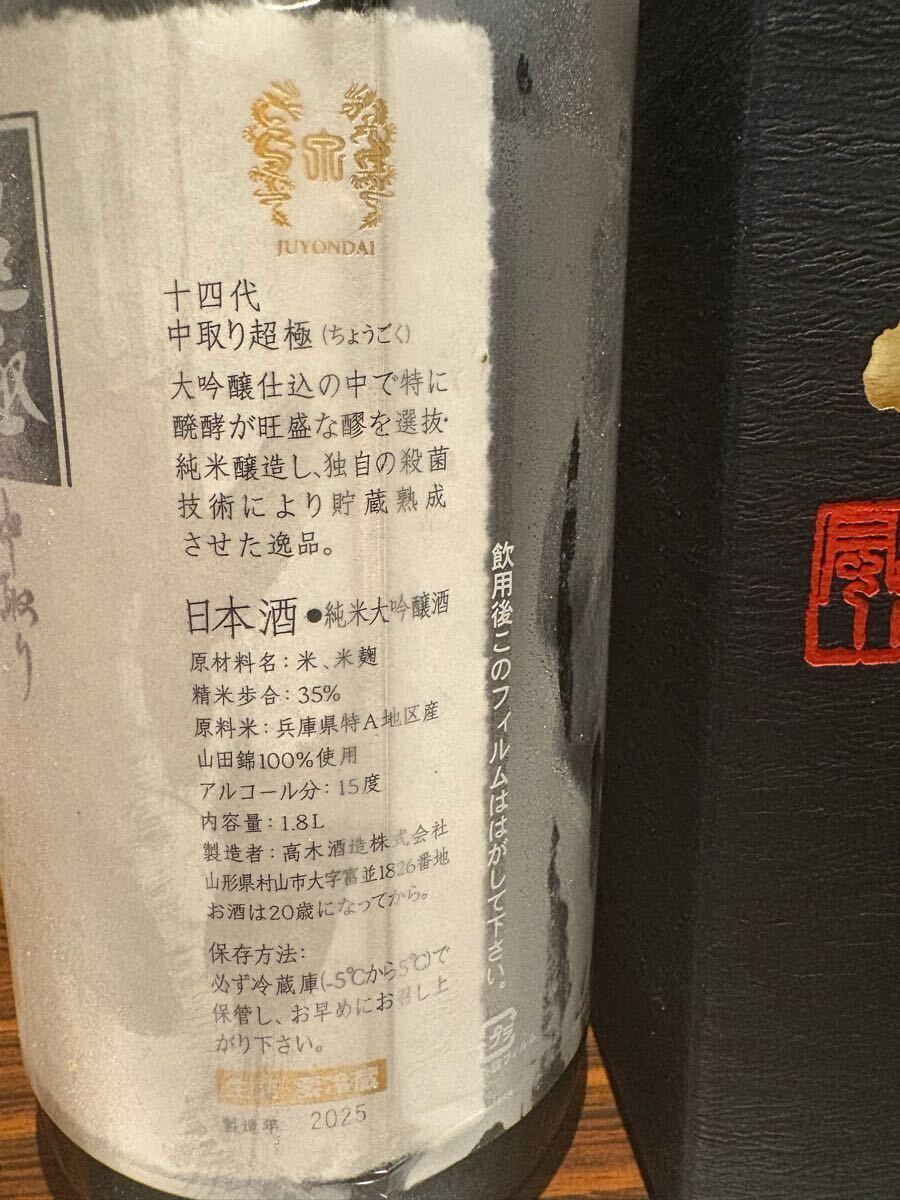 JUYONDAI
十四代
中取り超極(ちょうごく)
大吟醸仕込の中で特に
醗酵が旺盛な醪を選抜・
純米醸造し、独自の殺菌
技術により貯蔵熟成
させた逸品。
日本酒●純米大吟醸酒
原材料名：米、米麹
精米歩合：35%
原料米：兵庫県特A地区産
山田錦100%使用
アルコール分：15度
内容量：1.8L
製造者：高木酒造株式会社
山形県村山市大字富並1826番地
お酒は20歳になってから。
保存方法：
必ず冷蔵庫(-5℃から5℃)で
保管し、お早めにお召し上
がり下さい。
要冷蔵
製造年 2025
中取り
飲用後このフィルムははがして下さい。
プラ